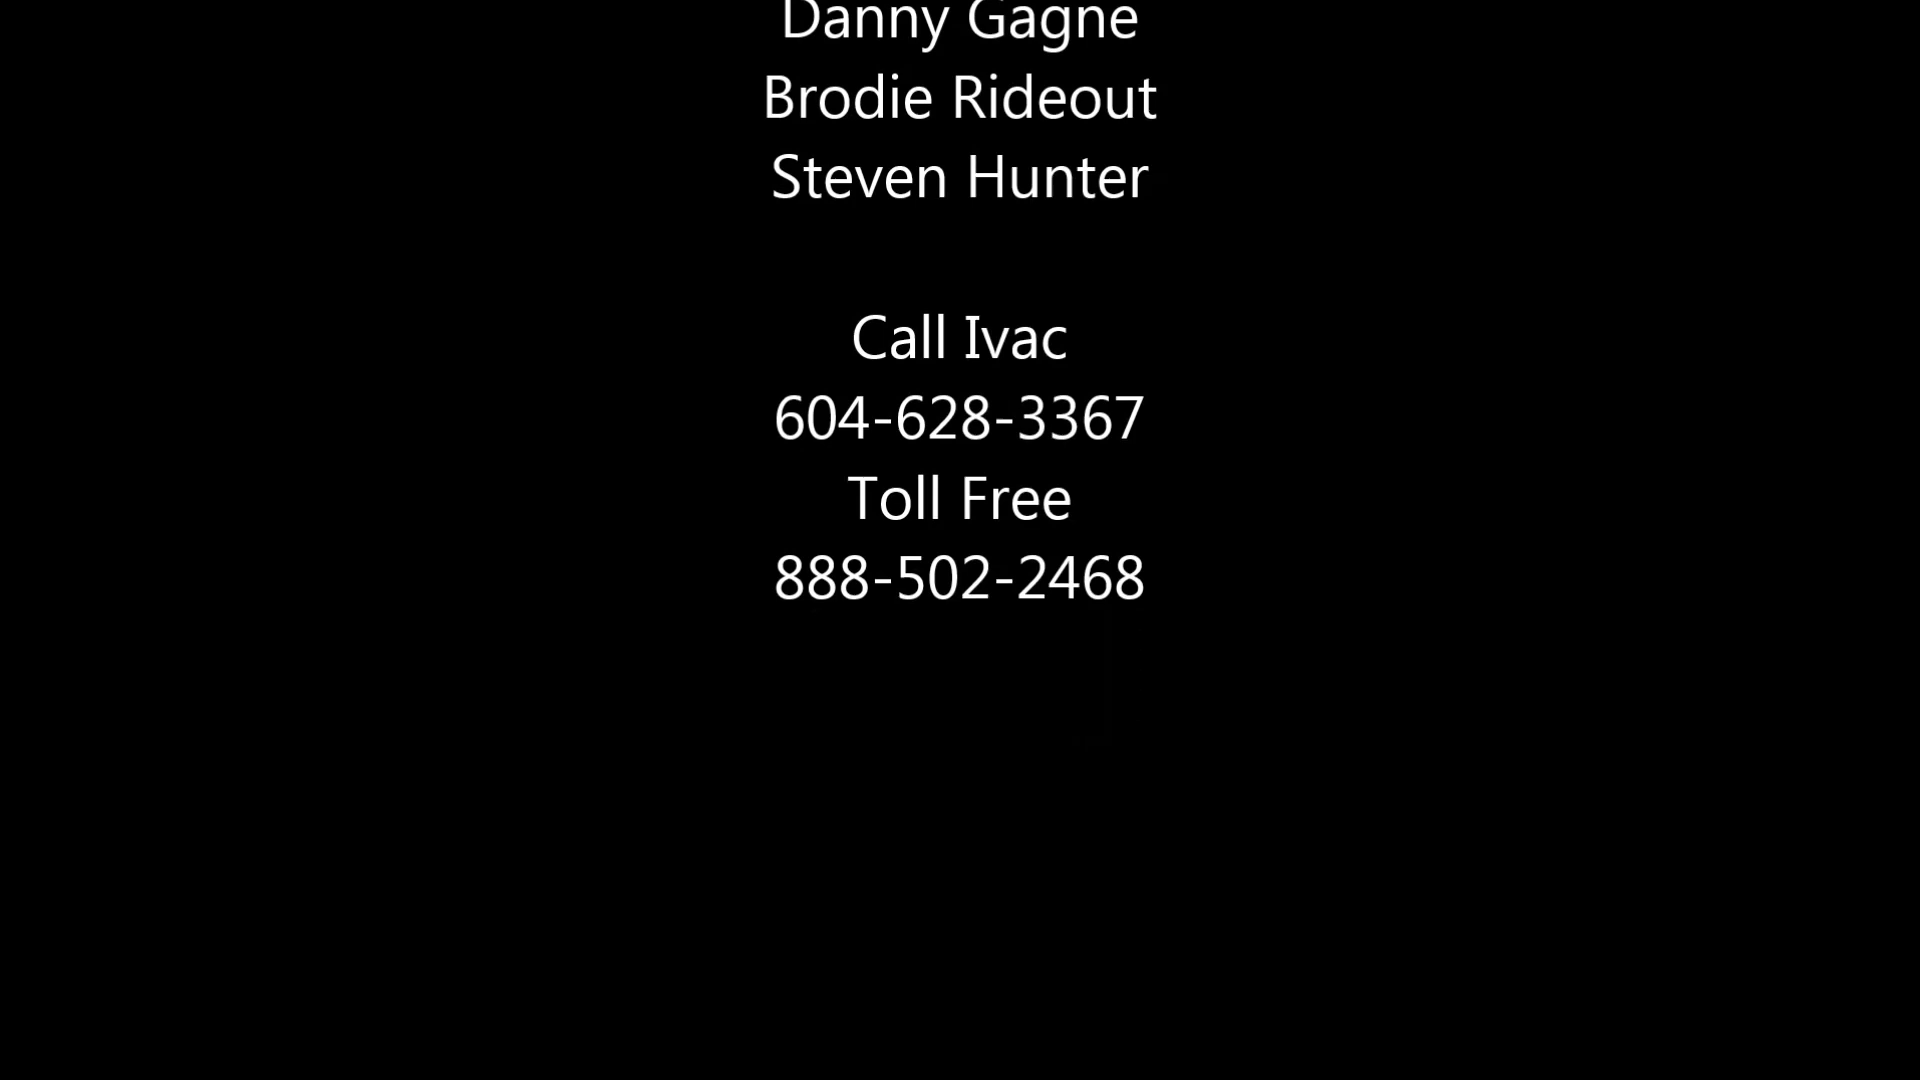 Danny Gagne
Brodie Rideout
Steven Hunter
Call Ivac
604-628-3367
Toll Free
888-502-2468